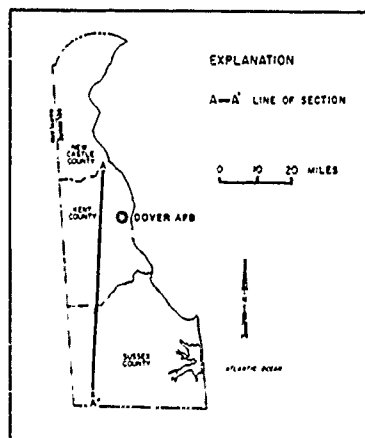 EXPLANATION
A—A' LINE OF SECTION
0 10 20 MILES
NEW
CASTLE
COUNTY
A
KENT
COUNTY
DOVER AFB
SUSSEX
COUNTY
ATLANTIC OCEAN
A'